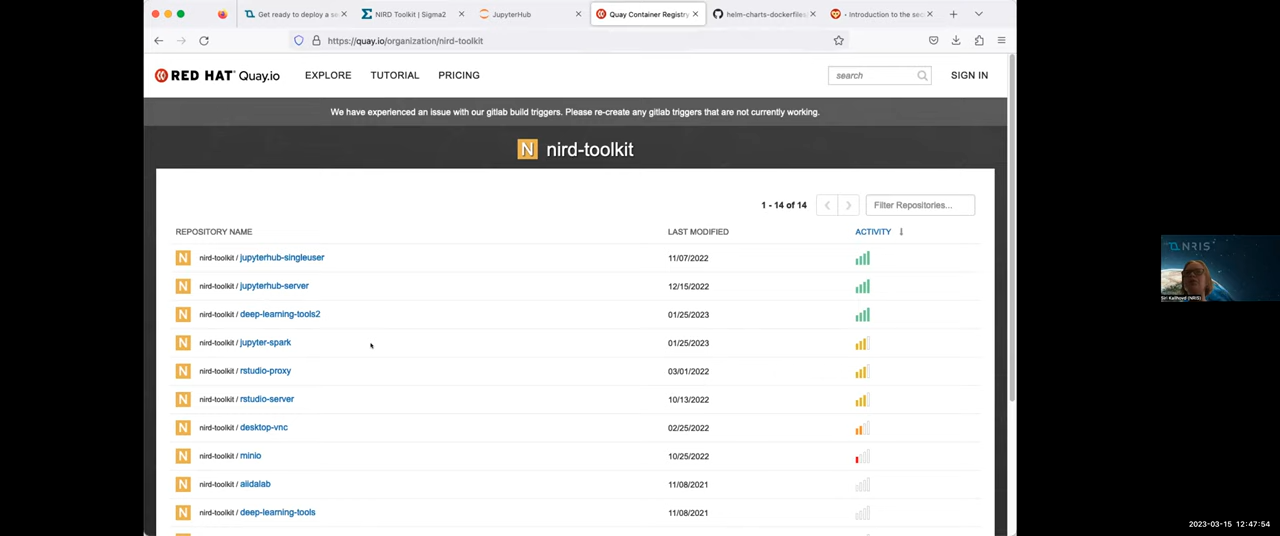 Get ready to deploy a se
NIRD Toolkit | Sigma2
JupyterHub
Quay Container Registry
helm-charts-dockerfiles
- Introduction to the sec
https://quay.io/organization/nird-toolkit
RED HAT Quay.io
EXPLORE
TUTORIAL
PRICING
search
SIGN IN
We have experienced an issue with our gitlab build triggers. Please re-create any gitlab triggers that are not currently working.
N nird-toolkit
1 - 14 of 14
Filter Repositories...
REPOSITORY NAME LAST MODIFIED ACTIVITY
N nird-toolkit / jupyterhub-singleuser 11/07/2022
N nird-toolkit / jupyterhub-server 12/15/2022
N nird-toolkit / deep-learning-tools2 01/25/2023
N nird-toolkit / jupyter-spark 01/25/2023
N nird-toolkit / rstudio-proxy 03/01/2022
N nird-toolkit / rstudio-server 10/13/2022
N nird-toolkit / desktop-vnc 02/25/2022
N nird-toolkit / minio 10/25/2022
N nird-toolkit / aiidalab 11/08/2021
N nird-toolkit / deep-learning-tools 11/08/2021
NRIS
Siri Kallhovd (NRIS)
2023-03-15 12:47:54